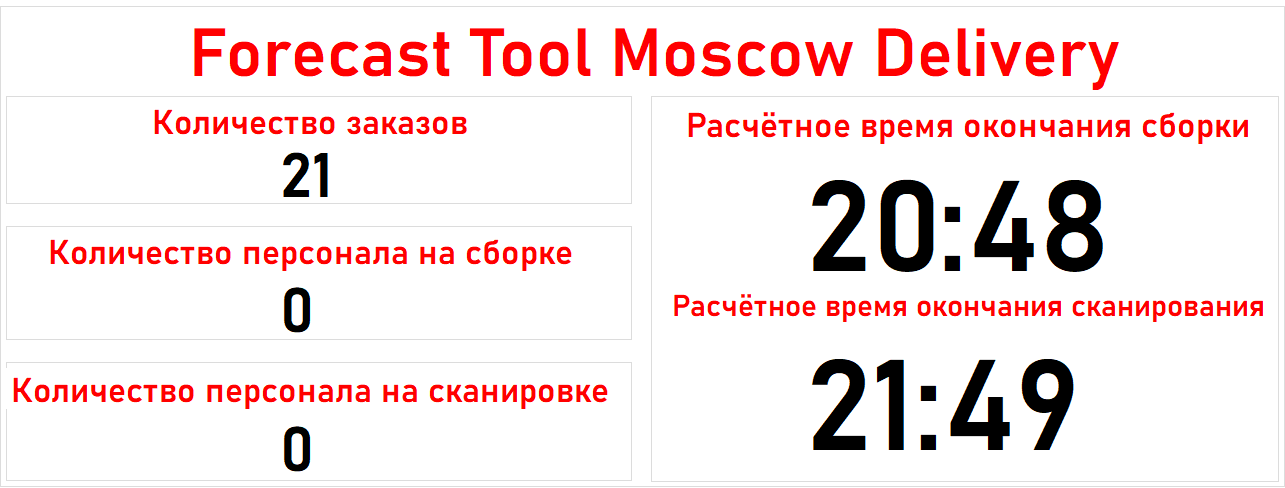 Forecast Tool Moscow Delivery
Количество заказов
21
Количество персонала на сборке
0
Количество персонала на сканировке
0
Расчётное время окончания сборки
20:48
Расчётное время окончания сканирования
21:49